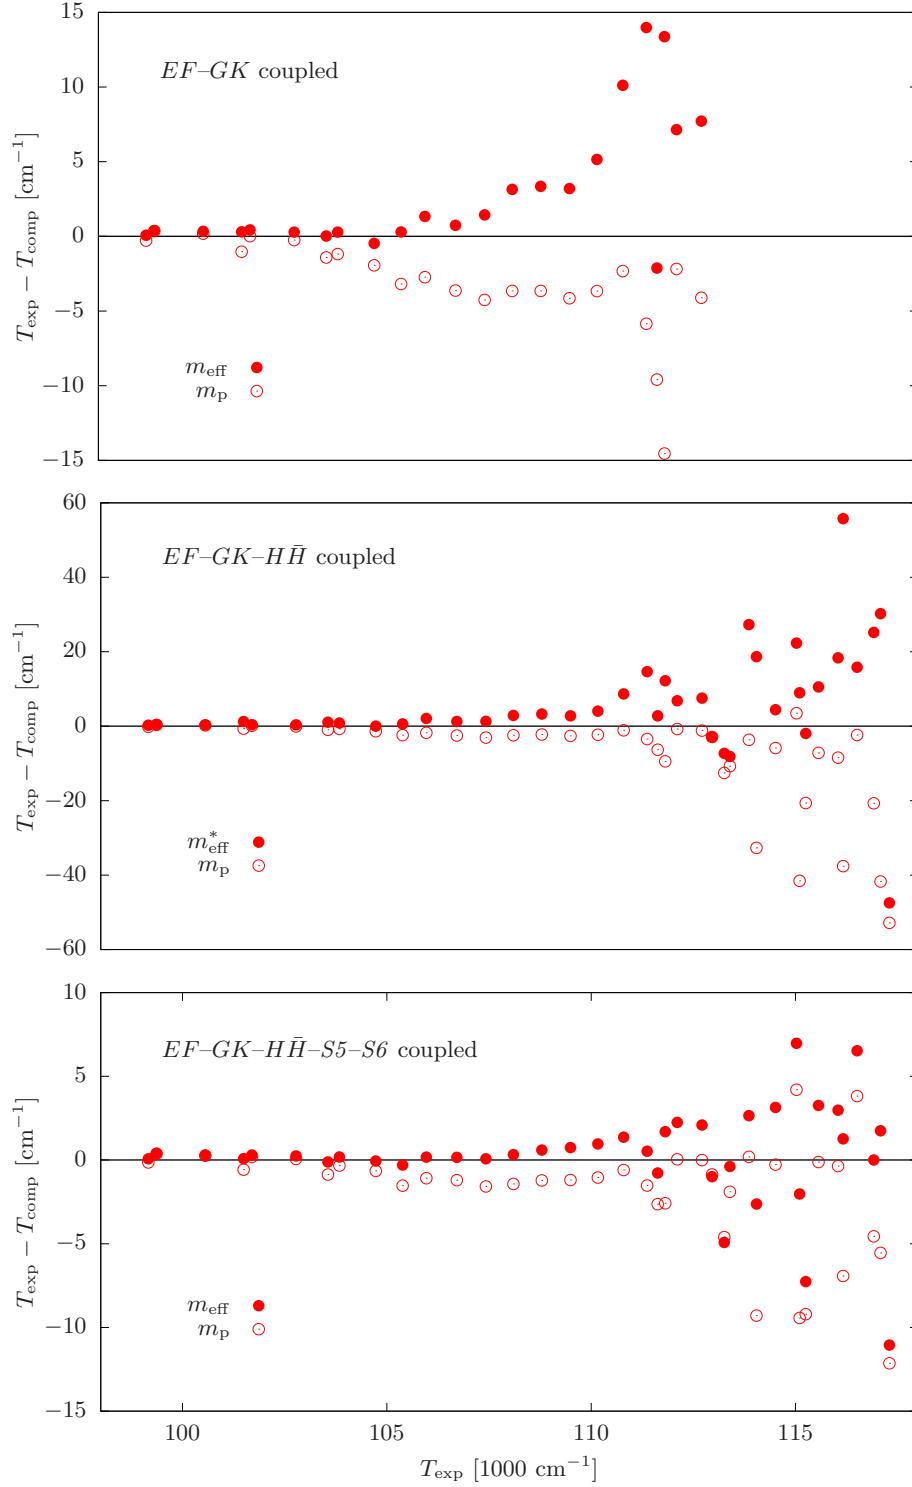 15
10
5
0
−5
−10
−15
T_exp − T_comp [cm⁻¹]
EF–GK coupled
m_eff
m_p
60
40
20
0
−20
−40
−60
T_exp − T_comp [cm⁻¹]
EF–GK–HH̄ coupled
m*_eff
m_p
10
5
0
−5
−10
−15
T_exp − T_comp [cm⁻¹]
EF–GK–HH̄–S5–S6 coupled
m_eff
m_p
100 105 110 115
T_exp [1000 cm⁻¹]